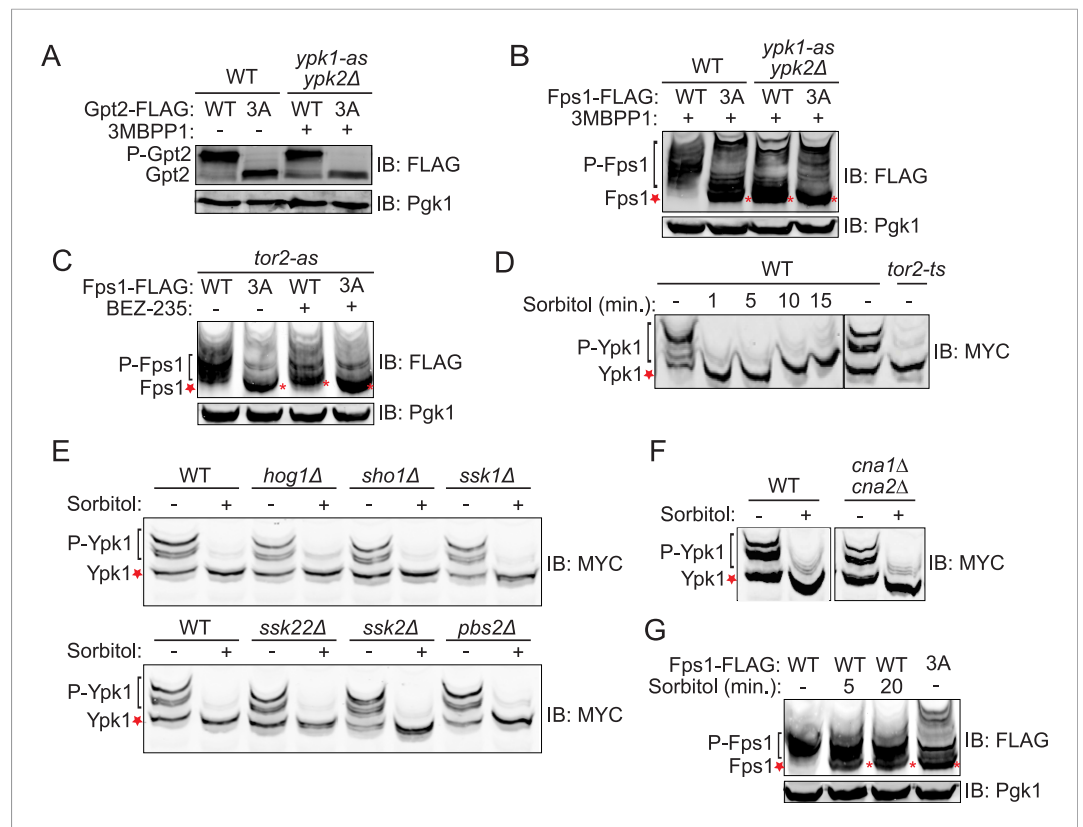 A
WT
ypk1-as
ypk2Δ
Gpt2-FLAG: WT 3A WT 3A
3MBPP1: - - + +
P-Gpt2
Gpt2
IB: FLAG
IB: Pgk1
B
WT
ypk1-as
ypk2Δ
Fps1-FLAG: WT 3A WT 3A
3MBPP1: + + + +
P-Fps1
IB: FLAG
Fps1★ * * *
IB: Pgk1
C
tor2-as
Fps1-FLAG: WT 3A WT 3A
BEZ-235: - - + +
P-Fps1
IB: FLAG
Fps1★ * * *
IB: Pgk1
D
WT tor2-ts
Sorbitol (min.): - 1 5 10 15 - -
P-Ypk1
IB: MYC
Ypk1★
E
WT hog1Δ sho1Δ ssk1Δ
Sorbitol: - + - + - + - +
P-Ypk1
IB: MYC
Ypk1★
WT ssk22Δ ssk2Δ pbs2Δ
Sorbitol: - + - + - + - +
P-Ypk1
IB: MYC
Ypk1★
F
WT
cna1Δ
cna2Δ
Sorbitol: - + - +
P-Ypk1
IB: MYC
Ypk1★
G
Fps1-FLAG: WT WT WT 3A
Sorbitol (min.): - 5 20 -
P-Fps1
IB: FLAG
Fps1★ * * *
IB: Pgk1